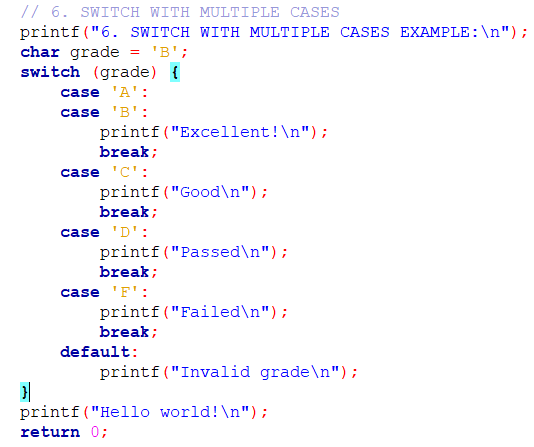 // 6. SWITCH WITH MULTIPLE CASES
printf("6. SWITCH WITH MULTIPLE CASES EXAMPLE:\n");
char grade = 'B';
switch (grade) {
    case 'A':
    case 'B':
        printf("Excellent!\n");
        break;
    case 'C':
        printf("Good\n");
        break;
    case 'D':
        printf("Passed\n");
        break;
    case 'F':
        printf("Failed\n");
        break;
    default:
        printf("Invalid grade\n");
}
printf("Hello world!\n");
return 0;